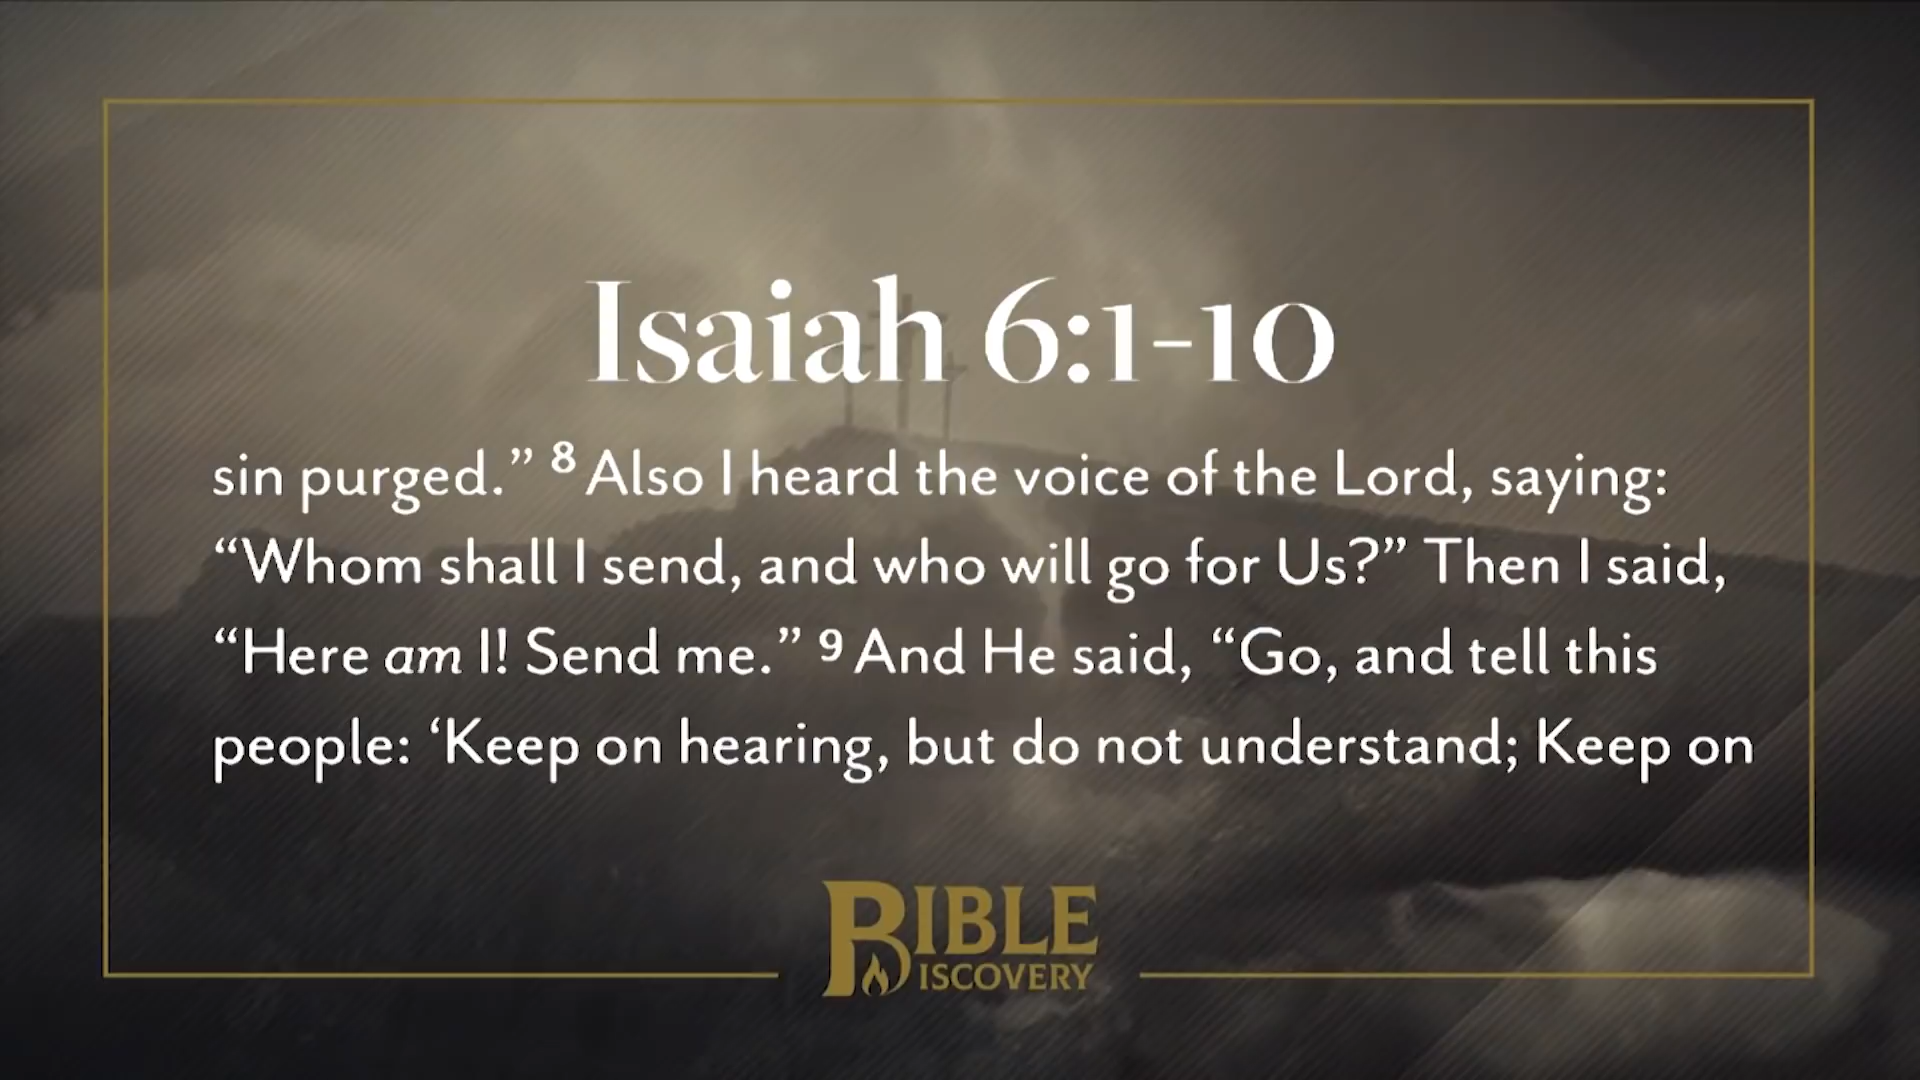 Isaiah 6:1-10
sin purged.” ⁸ Also I heard the voice of the Lord, saying:
“Whom shall I send, and who will go for Us?” Then I said,
“Here am I! Send me.” ⁹ And He said, “Go, and tell this
people: ‘Keep on hearing, but do not understand; Keep on
BIBLE
DISCOVERY